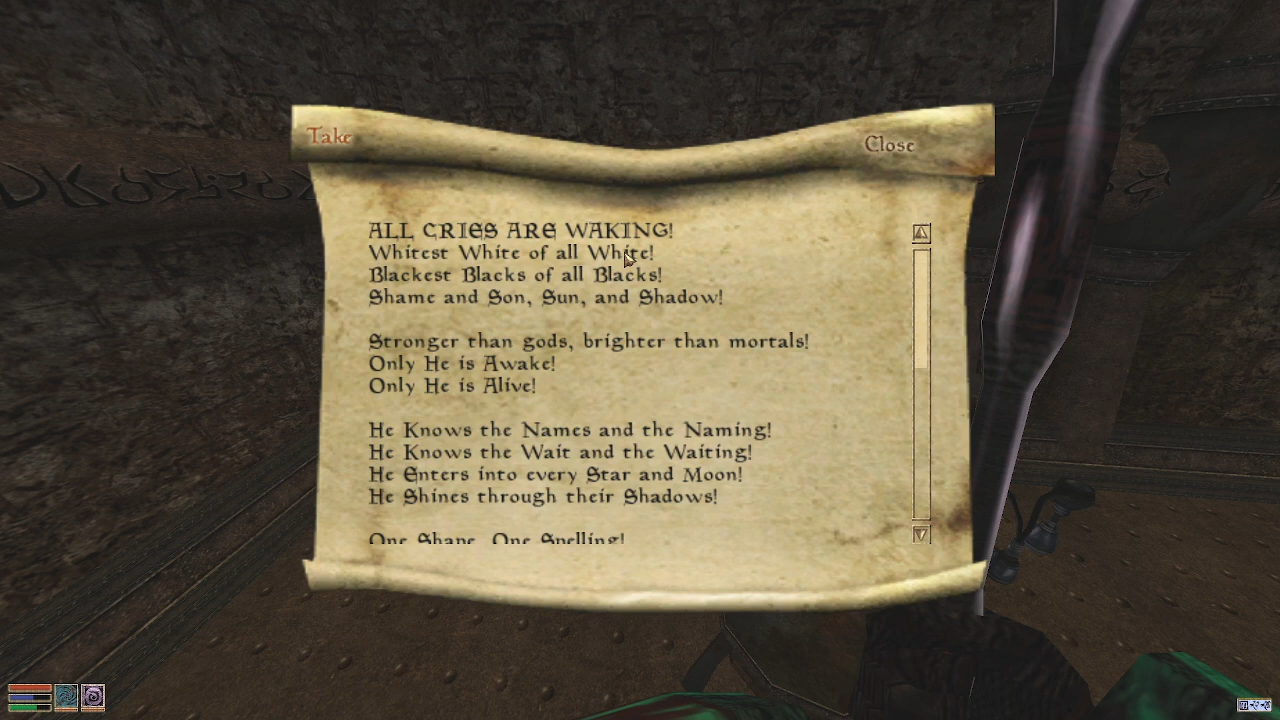 Take
Close
ALL CRIES ARE WAKING!
Whitest White of all White!
Blackest Blacks of all Blacks!
Shame and Son, Sun, and Shadow!
Stronger than gods, brighter than mortals!
Only He is Awake!
Only He is Alive!
He Knows the Names and the Naming!
He Knows the Wait and the Waiting!
He Enters into every Star and Moon!
He Shines through their Shadows!
One Shape, One Spelling!